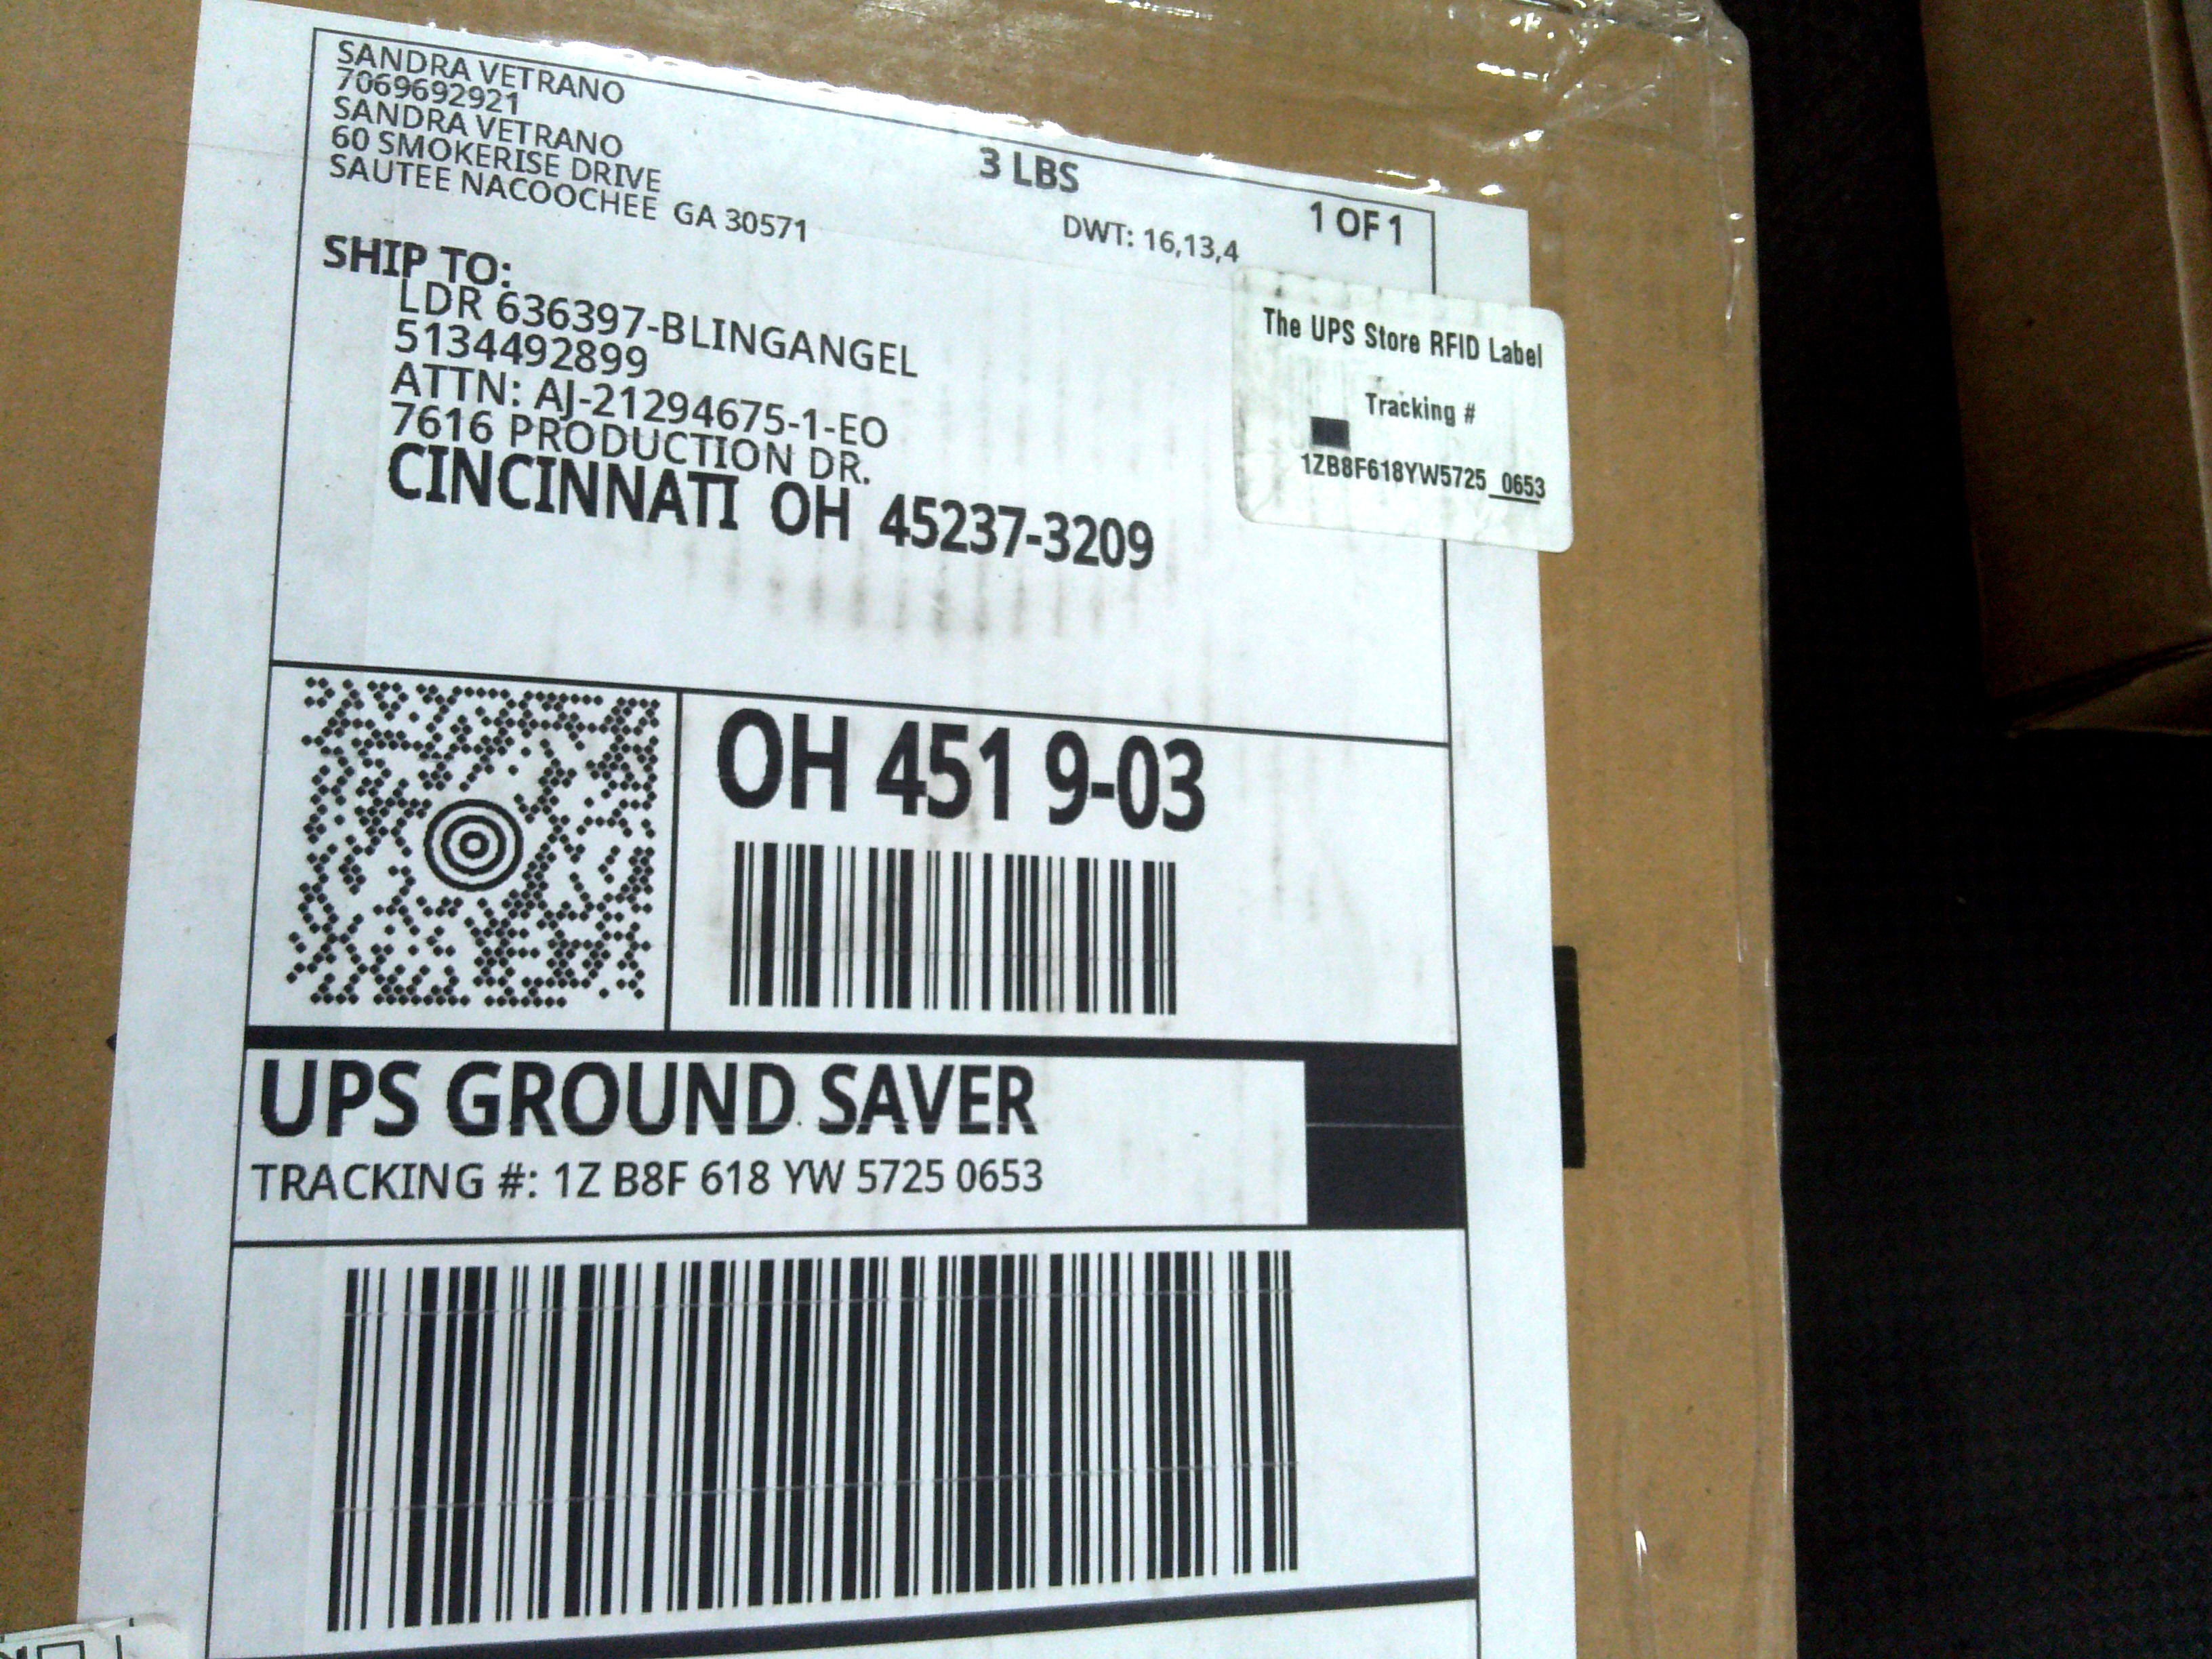 SANDRA VETRANO
7069692921
SANDRA VETRANO
60 SMOKERISE DRIVE
SAUTEE NACOOCHEE GA 30571
3 LBS
1 OF 1
DWT: 16,13,4
SHIP TO:
LDR 636397-BLINGANGEL
5134492899
ATTN: AJ-21294675-1-EO
7616 PRODUCTION DR.
CINCINNATI OH 45237-3209
The UPS Store RFID Label
Tracking #
1ZB8F618YW5725_0653
OH 451 9-03
UPS GROUND SAVER
TRACKING #: 1Z B8F 618 YW 5725 0653